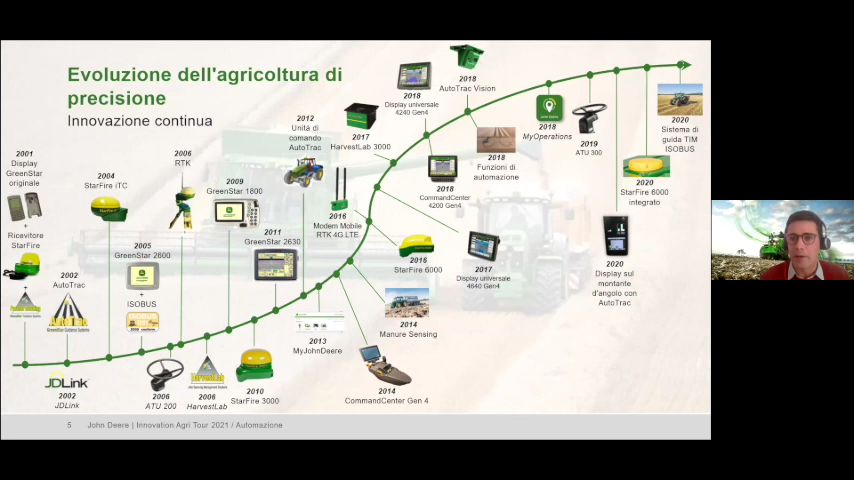 Evoluzione dell'agricoltura di
precisione
Innovazione continua
2001
Display
GreenStar
originale
+
Ricevitore
StarFire
+
2002
AutoTrac
JDLink
2002
JDLink
2004
StarFire iTC
2005
GreenStar 2600
+
ISOBUS
ISOBUS
2006
RTK
2006
ATU 200
HarvestLab
2006
HarvestLab
2009
GreenStar 1800
2010
StarFire 3000
2011
GreenStar 2630
2012
Unità di
comando
AutoTrac
2013
MyJohnDeere
2014
CommandCenter Gen 4
2014
Manure Sensing
2016
Modem Mobile
RTK 4G LTE
2016
StarFire 6000
2017
HarvestLab 3000
2017
Display universale
4640 Gen4
2018
Display universale
4240 Gen4
2018
CommandCenter
4200 Gen4
2018
AutoTrac Vision
2018
Funzioni di
automazione
2018
MyOperations
2019
ATU 300
2020
Display sul
montante
d'angolo con
AutoTrac
2020
StarFire 6000
integrato
2020
Sistema di
guida TIM
ISOBUS
5 John Deere | Innovation Agri Tour 2021 / Automazione